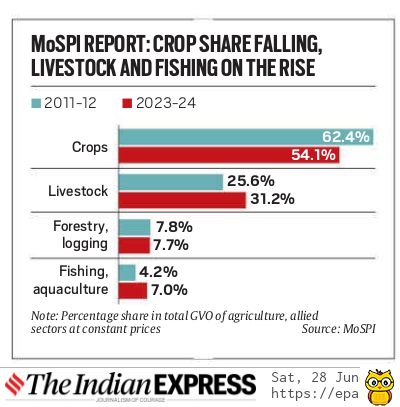 MoSPI REPORT: CROP SHARE FALLING,
LIVESTOCK AND FISHING ON THE RISE
2011-12 2023-24
Crops 62.4%
54.1%
Livestock 25.6%
31.2%
Forestry, logging 7.8%
7.7%
Fishing, aquaculture 4.2%
7.0%
Note: Percentage share in total GVO of agriculture, allied
sectors at constant prices Source: MoSPI
The Indian EXPRESS
JOURNALISM OF COURAGE
Sat, 28 Jun
https://epa